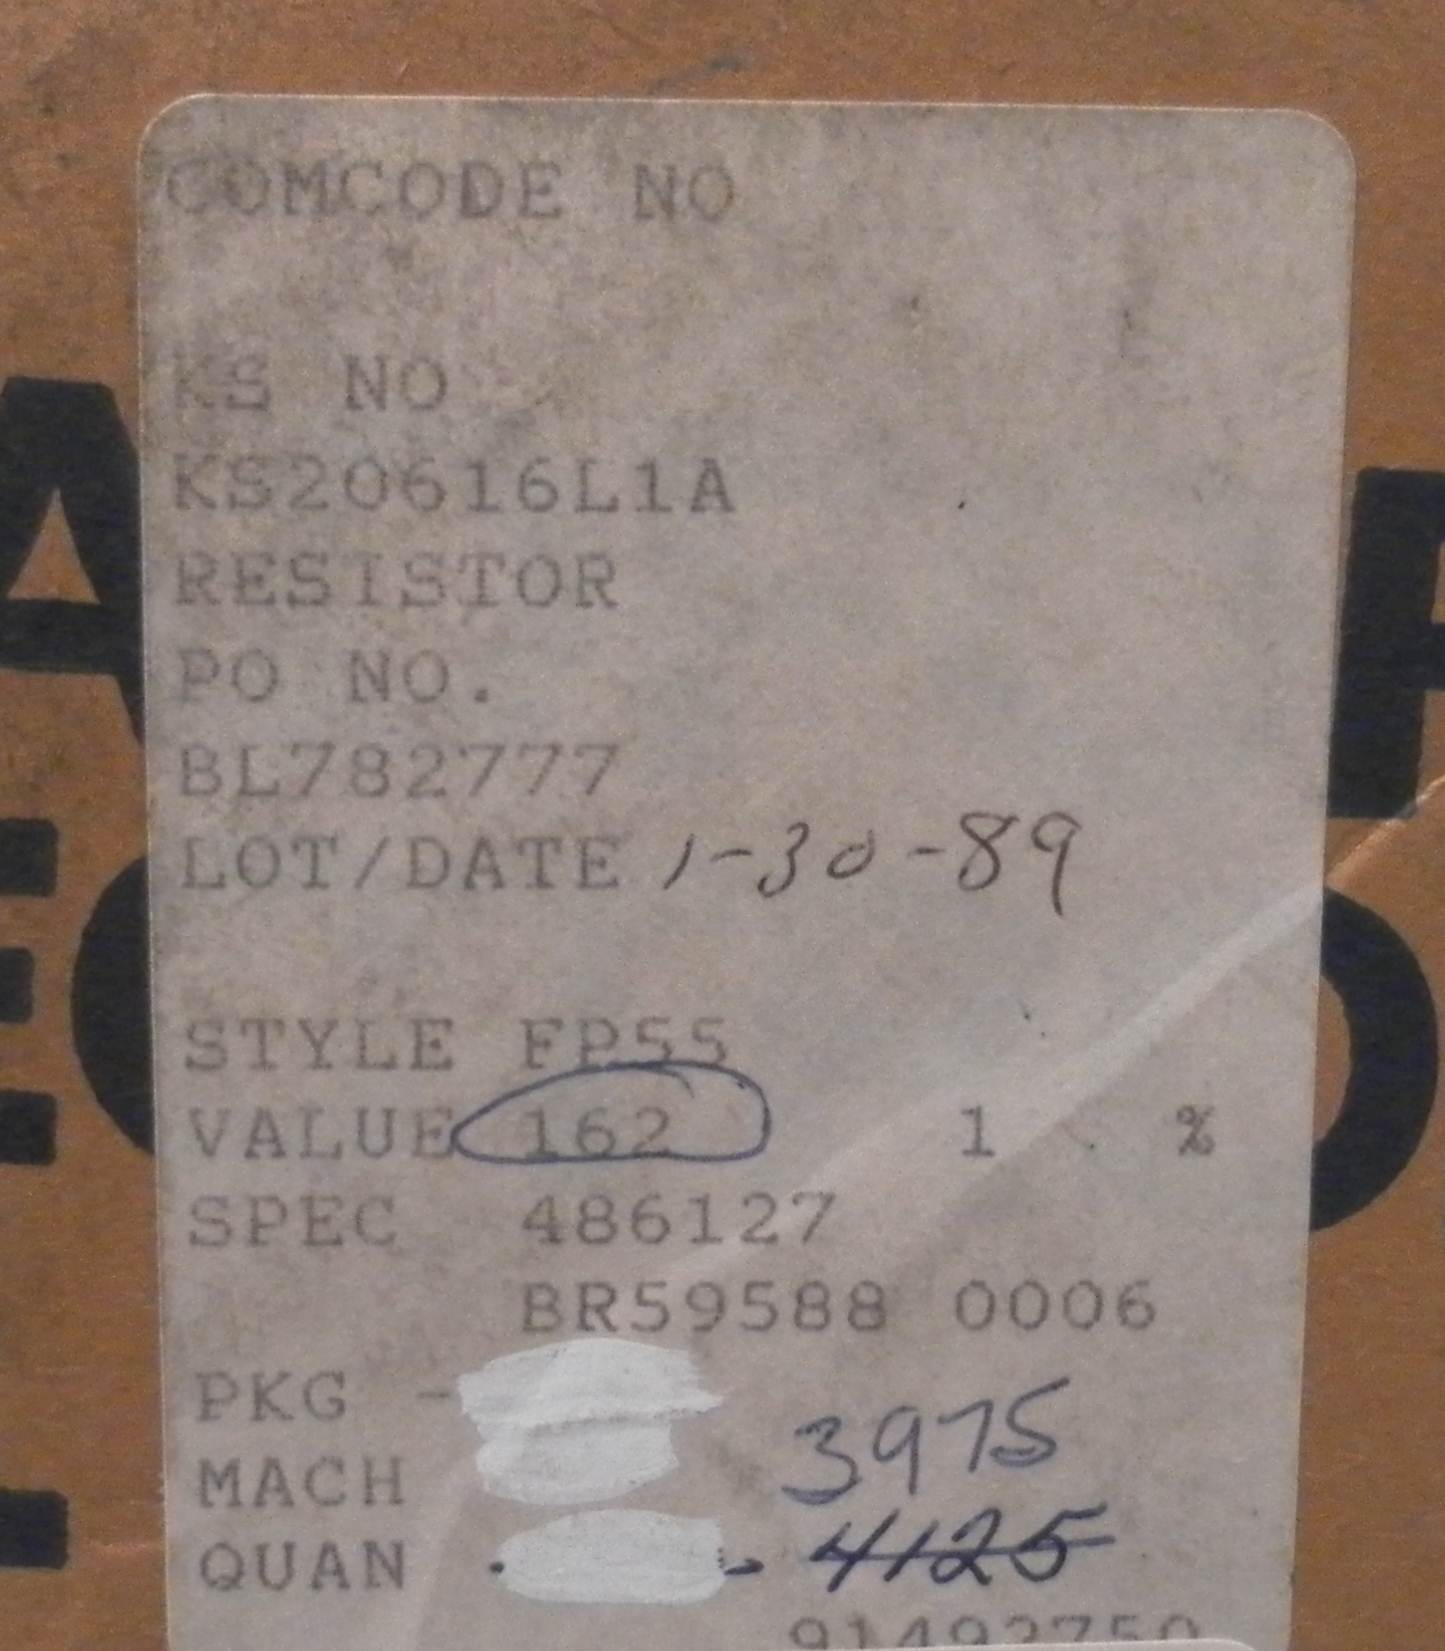 COMCODE NO
KS NO
KS20616L1A
RESISTOR
PO NO.
BL782777
LOT/DATE 1-30-89
STYLE FP55
VALUE 162 1 %
SPEC 486127
BR59588 0006
PKG -
3975
MACH
QUAN 4125